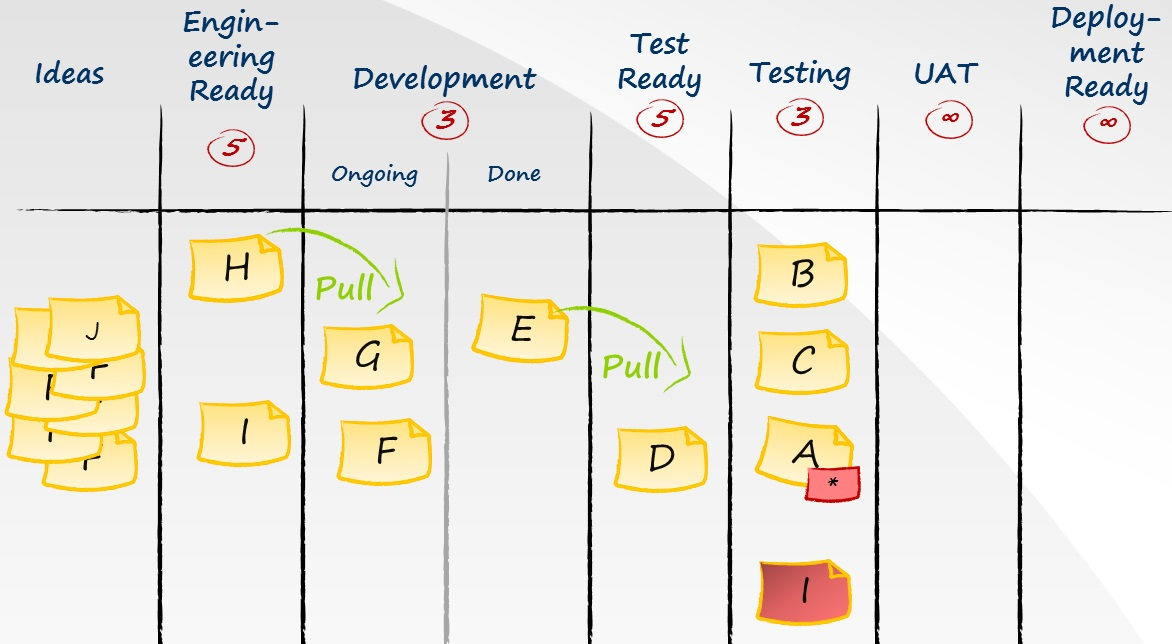 Ideas
Engin-
eering
Ready
5
Development
3
Ongoing
Done
Test
Ready
5
Testing
3
UAT
∞
Deploy-
ment
Ready
∞
H
Pull
I
J
F
G
F
E
Pull
D
B
C
A
*
I